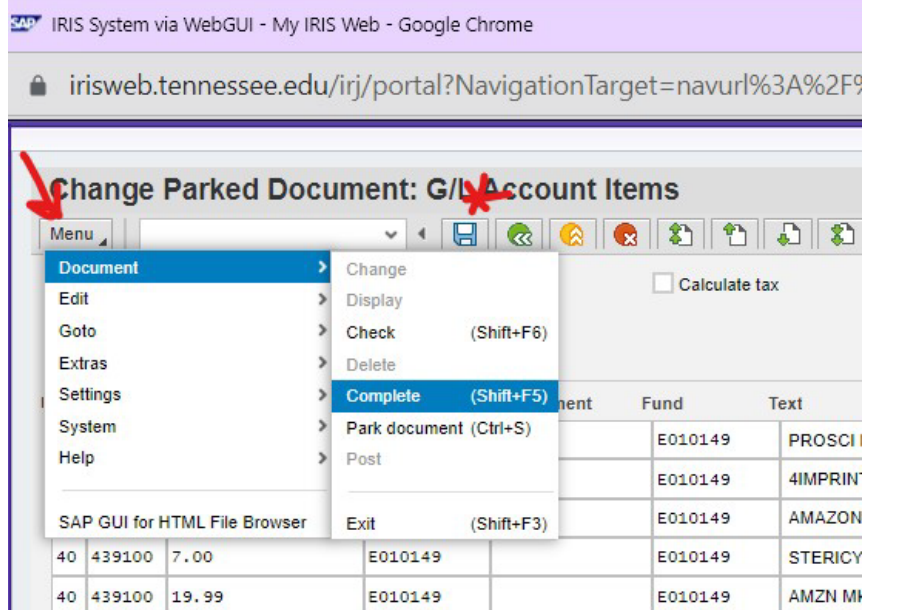 SAP IRIS System via WebGUI - My IRIS Web - Google Chrome
irisweb.tennessee.edu/irj/portal?NavigationTarget=navurl%3A%2F%
Change Parked Document: G/L Account Items
Menu
Document
Change
Calculate tax
Edit
Display
Goto
Check (Shift+F6)
Extras
Delete
Settings
Complete (Shift+F5)
Fund Text
System
Park document (Ctrl+S)
E010149 PROSCI
Help
Post
E010149 4IMPRINT
SAP GUI for HTML File Browser
Exit (Shift+F3)
E010149 AMAZON
40 439100 7.00 E010149 E010149 STERICY
40 439100 19.99 E010149 E010149 AMZN